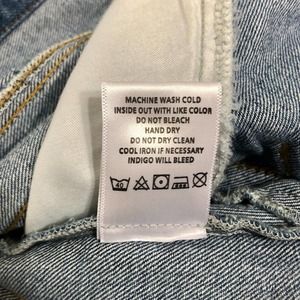 MACHINE WASH COLD
INSIDE OUT WITH LIKE COLOR
DO NOT BLEACH
HAND DRY
DO NOT DRY CLEAN
COOL IRON IF NECESSARY
INDIGO WILL BLEED
40